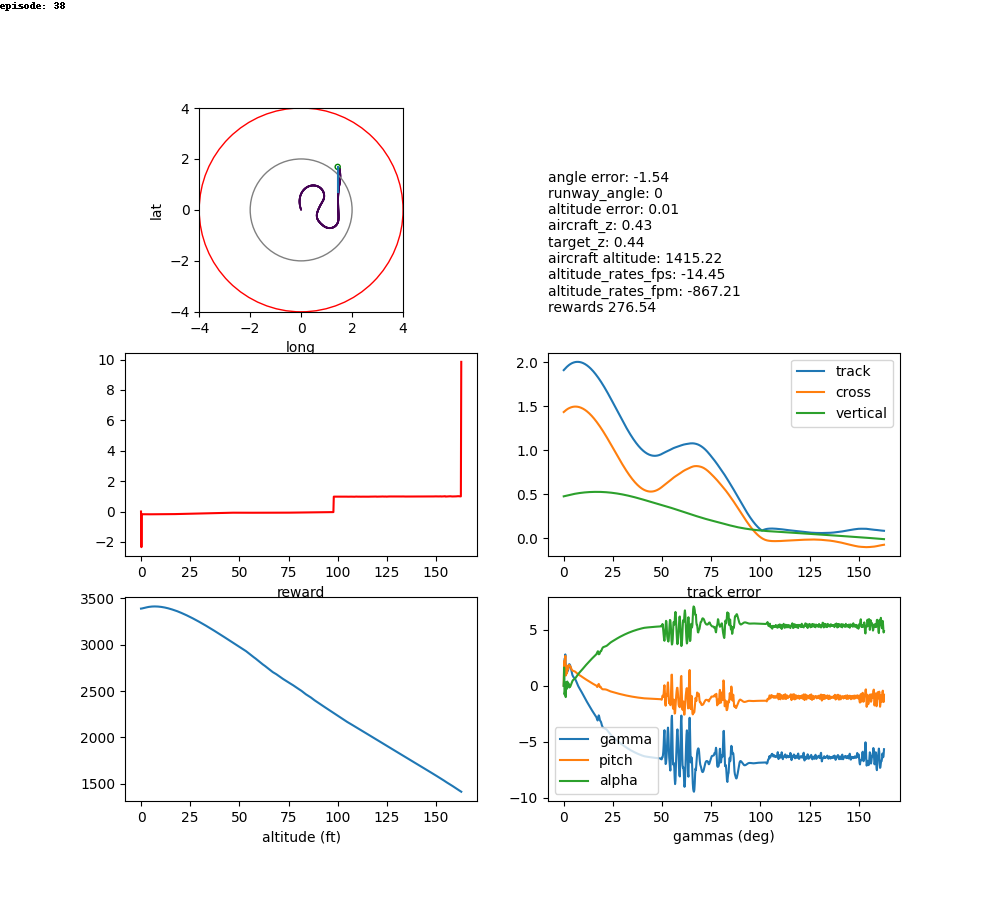 episode: 38
4
2
0
−2
−4
lat
−4 −2 0 2 4
long
angle error: -1.54
runway_angle: 0
altitude error: 0.01
aircraft_z: 0.43
target_z: 0.44
aircraft altitude: 1415.22
altitude_rates_fps: -14.45
altitude_rates_fpm: -867.21
rewards 276.54
10
8
6
4
2
0
−2
0 25 50 75 100 125 150
reward
2.0
1.5
1.0
0.5
0.0
track
cross
vertical
0 25 50 75 100 125 150
track error
3500
3000
2500
2000
1500
0 25 50 75 100 125 150
altitude (ft)
5
0
−5
−10
gamma
pitch
alpha
0 25 50 75 100 125 150
gammas (deg)